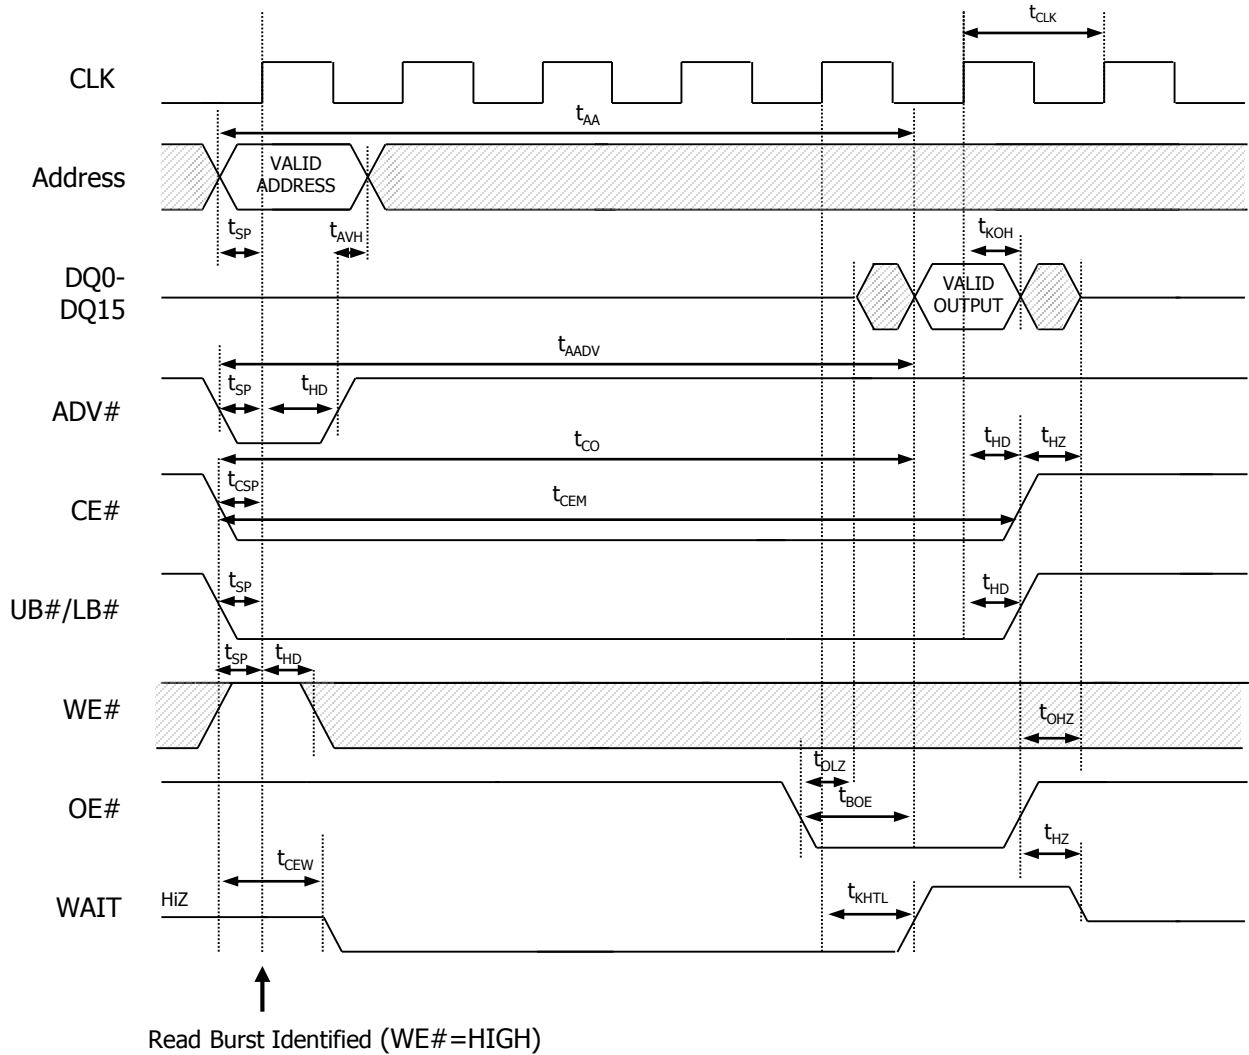 tCLK
CLK
tAA
VALID
ADDRESS
Address
tSP
tAVH
tKOH
DQ0-
DQ15
VALID
OUTPUT
tAADV
tSP
tHD
ADV#
tCO
tHD
tHZ
tCSP
tCEM
CE#
tSP
tHD
UB#/LB#
tSP
tHD
WE#
tOHZ
tOLZ
OE#
tBOE
tHZ
tCEW
HiZ
WAIT
tKHTL
Read Burst Identified (WE#=HIGH)